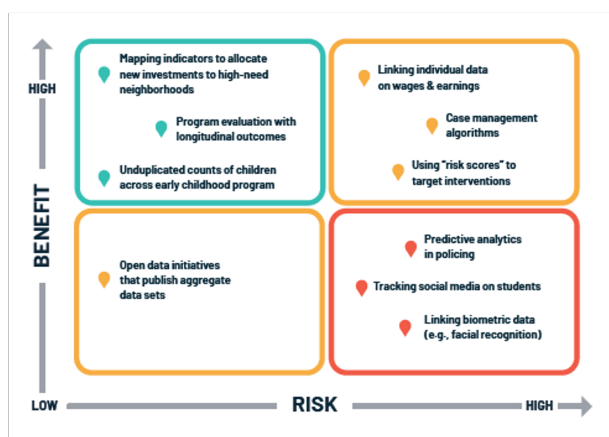 Mapping indicators to allocate
new investments to high-need
neighborhoods
Program evaluation with
longitudinal outcomes
Unduplicated counts of children
across early childhood program
Linking individual data
on wages & earnings
Case management
algorithms
Using "risk scores" to
target interventions
HIGH
BENEFIT
Open data initiatives
that publish aggregate
data sets
Predictive analytics
in policing
Tracking social media on students
Linking biometric data
(e.g., facial recognition)
LOW
RISK
HIGH